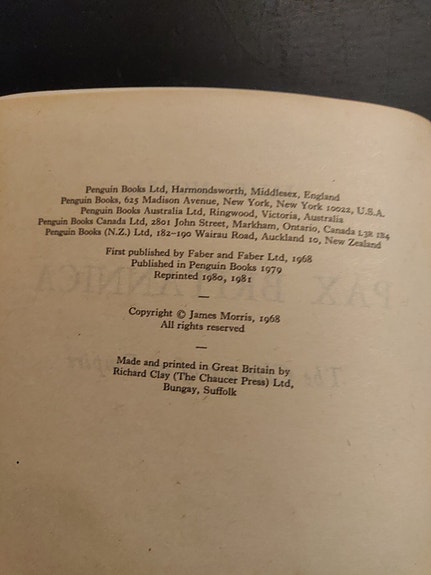 Penguin Books Ltd, Harmondsworth, Middlesex, England
Penguin Books, 625 Madison Avenue, New York, New York 10022, U.S.A.
Penguin Books Australia Ltd, Ringwood, Victoria, Australia
Penguin Books Canada Ltd, 2801 John Street, Markham, Ontario, Canada L3R 1B4
Penguin Books (N.Z.) Ltd, 182–190 Wairau Road, Auckland 10, New Zealand
First published by Faber and Faber Ltd, 1968
Published in Penguin Books 1979
Reprinted 1980, 1981
Copyright © James Morris, 1968
All rights reserved
Made and printed in Great Britain by
Richard Clay (The Chaucer Press) Ltd,
Bungay, Suffolk